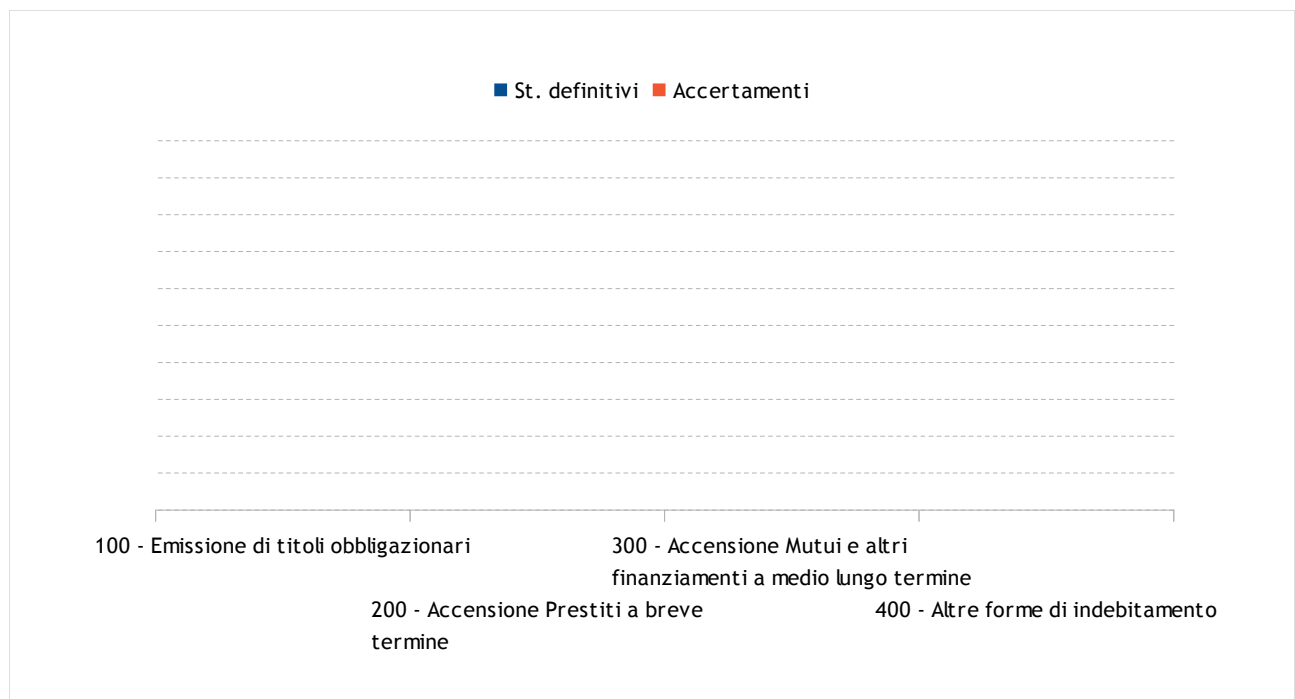 St. definitivi Accertamenti
100 - Emissione di titoli obbligazionari
200 - Accensione Prestiti a breve
termine
300 - Accensione Mutui e altri
finanziamenti a medio lungo termine
400 - Altre forme di indebitamento